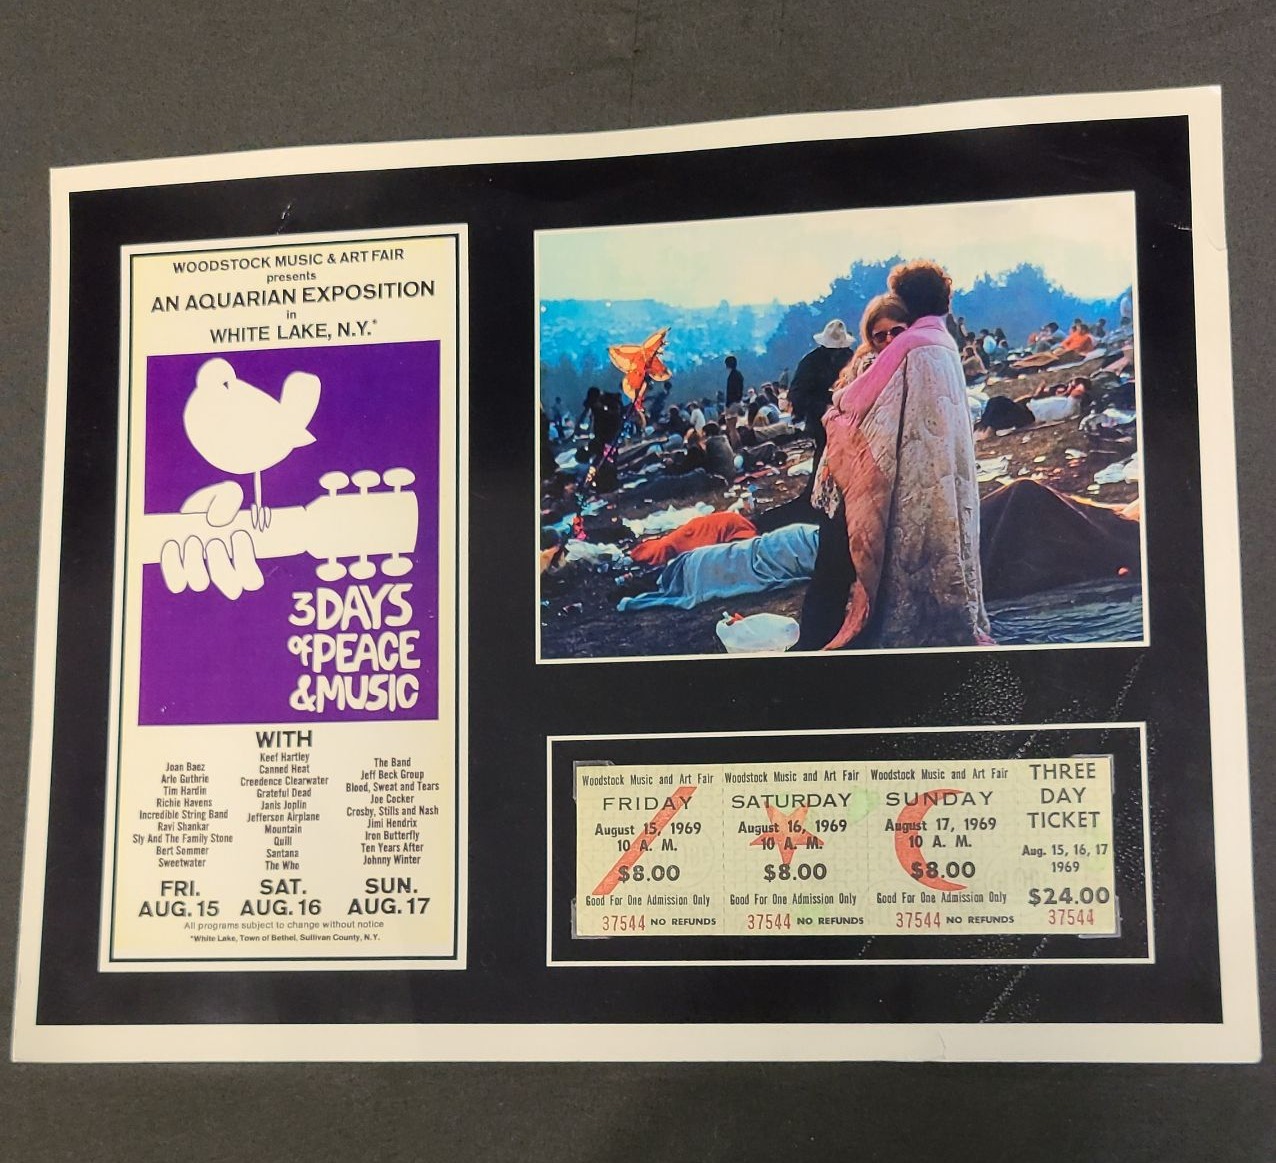 WOODSTOCK MUSIC & ART FAIR
presents
AN AQUARIAN EXPOSITION
in
WHITE LAKE, N.Y.*
3 DAYS
of PEACE
& MUSIC
WITH
Joan Baez
Arlo Guthrie
Tim Hardin
Richie Havens
Incredible String Band
Ravi Shankar
Sly And The Family Stone
Bert Sommer
Sweetwater
Keef Hartley
Canned Heat
Creedence Clearwater
Grateful Dead
Janis Joplin
Jefferson Airplane
Mountain
Quill
Santana
The Who
The Band
Jeff Beck Group
Blood, Sweat and Tears
Joe Cocker
Crosby, Stills and Nash
Jimi Hendrix
Iron Butterfly
Ten Years After
Johnny Winter
FRI.
AUG. 15
SAT.
AUG. 16
SUN.
AUG. 17
All programs subject to change without notice
*White Lake, Town of Bethel, Sullivan County, N.Y.
Woodstock Music and Art Fair
FRIDAY
August 15, 1969
10 A. M.
$8.00
Good For One Admission Only
37544 NO REFUNDS
Woodstock Music and Art Fair
SATURDAY
August 16, 1969
10 A. M.
$8.00
Good For One Admission Only
37544 NO REFUNDS
Woodstock Music and Art Fair
SUNDAY
August 17, 1969
10 A. M.
$8.00
Good For One Admission Only
37544 NO REFUNDS
THREE
DAY
TICKET
Aug. 15, 16, 17
1969
$24.00
37544